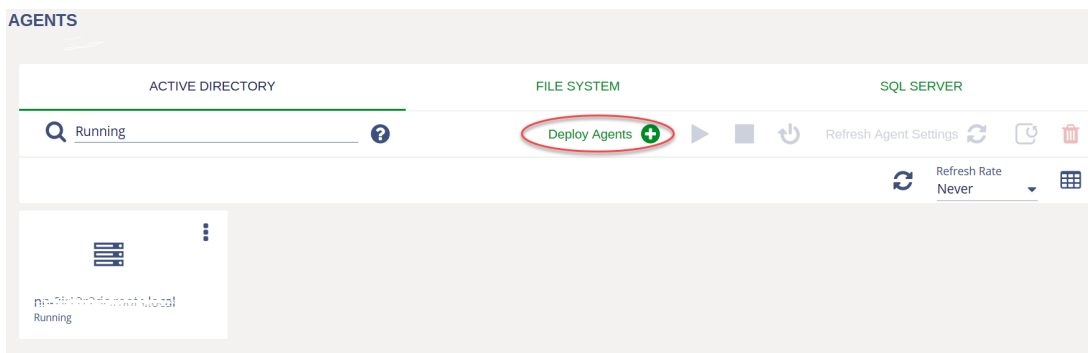 AGENTS
ACTIVE DIRECTORY FILE SYSTEM SQL SERVER
Running Deploy Agents Refresh Agent Settings
Refresh Rate
Never
Running